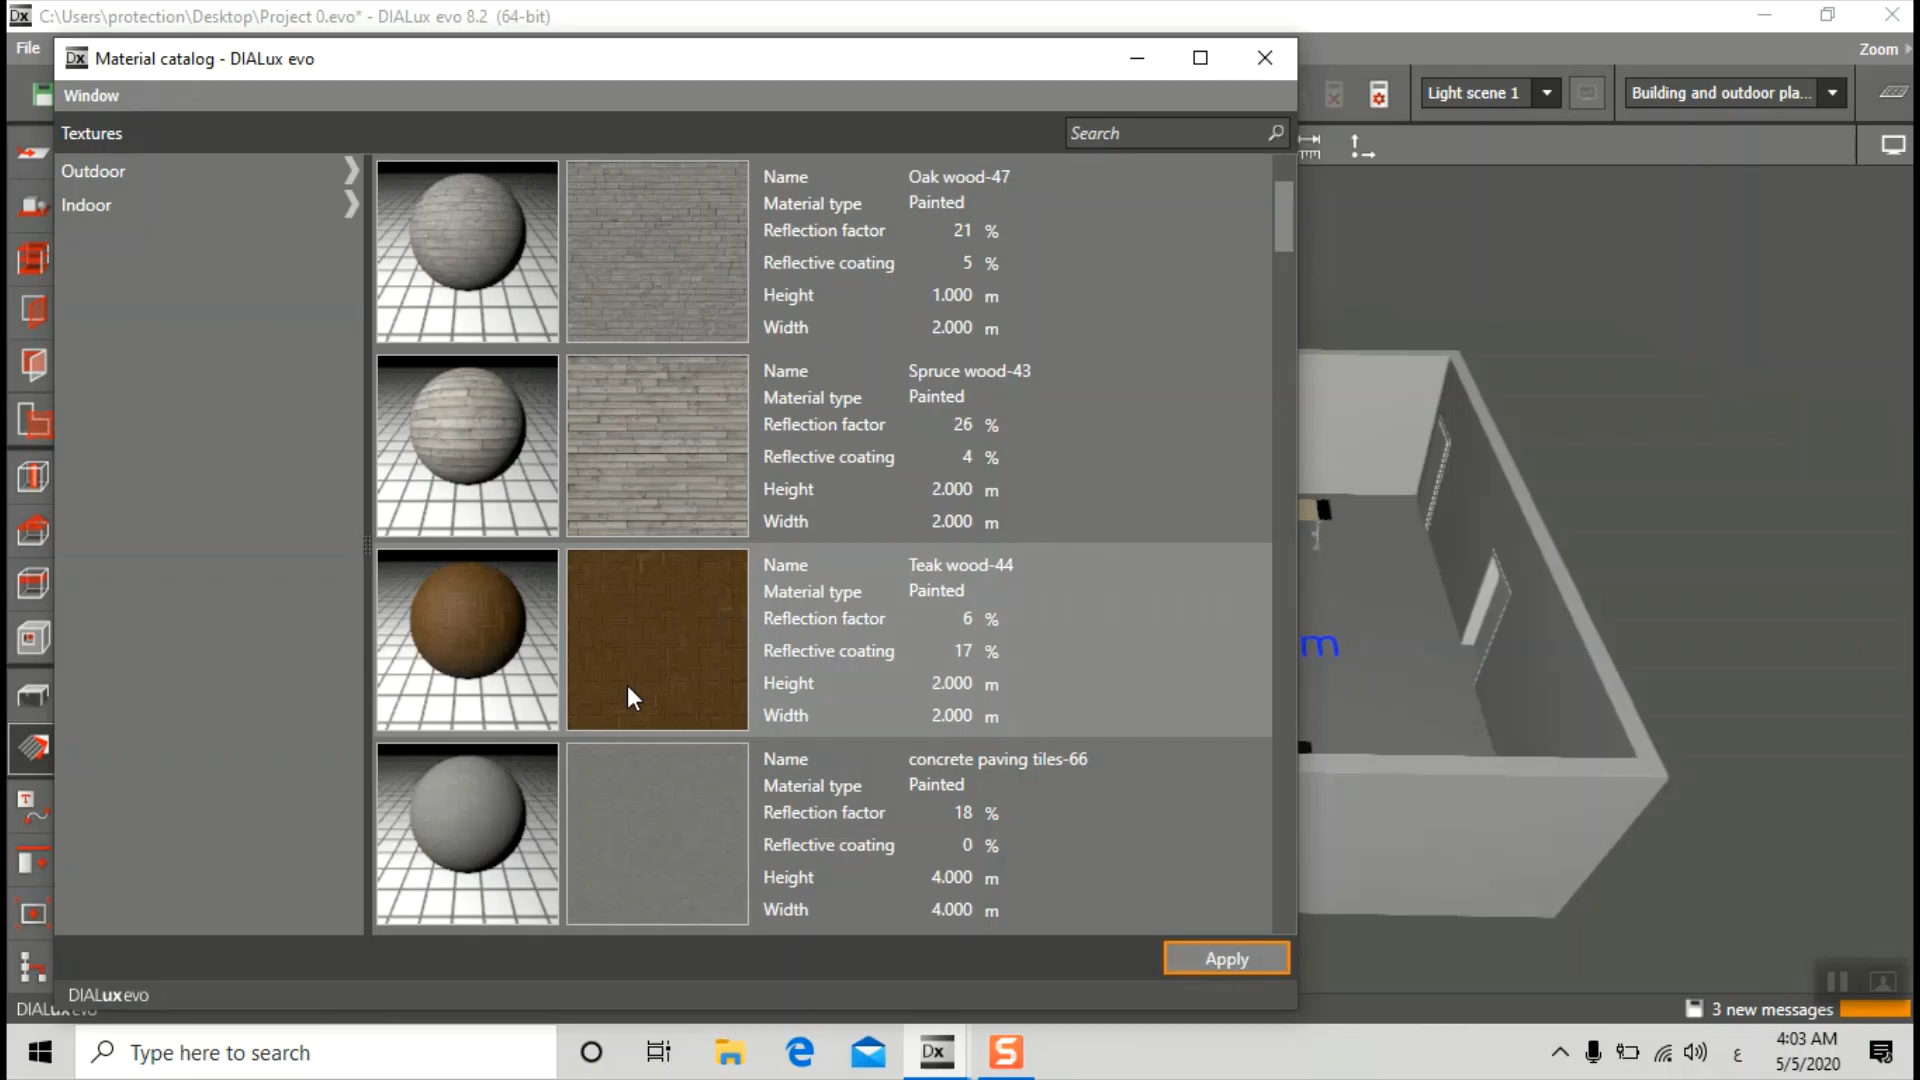 C:\Users\protection\Desktop\Project 0.evo* - DIALux evo 8.2 (64-bit)
File
Zoom
Material catalog - DIALux evo
Window
Light scene 1
Building and outdoor pla...
Textures
Search
Outdoor
Indoor
Name Oak wood-47
Material type Painted
Reflection factor 21 %
Reflective coating 5 %
Height 1.000 m
Width 2.000 m
Name Spruce wood-43
Material type Painted
Reflection factor 26 %
Reflective coating 4 %
Height 2.000 m
Width 2.000 m
Name Teak wood-44
Material type Painted
Reflection factor 6 %
Reflective coating 17 %
Height 2.000 m
Width 2.000 m
Name concrete paving tiles-66
Material type Painted
Reflection factor 18 %
Reflective coating 0 %
Height 4.000 m
Width 4.000 m
m
Apply
DIALux evo
3 new messages
Type here to search
Dx
S
ع
4:03 AM
5/5/2020